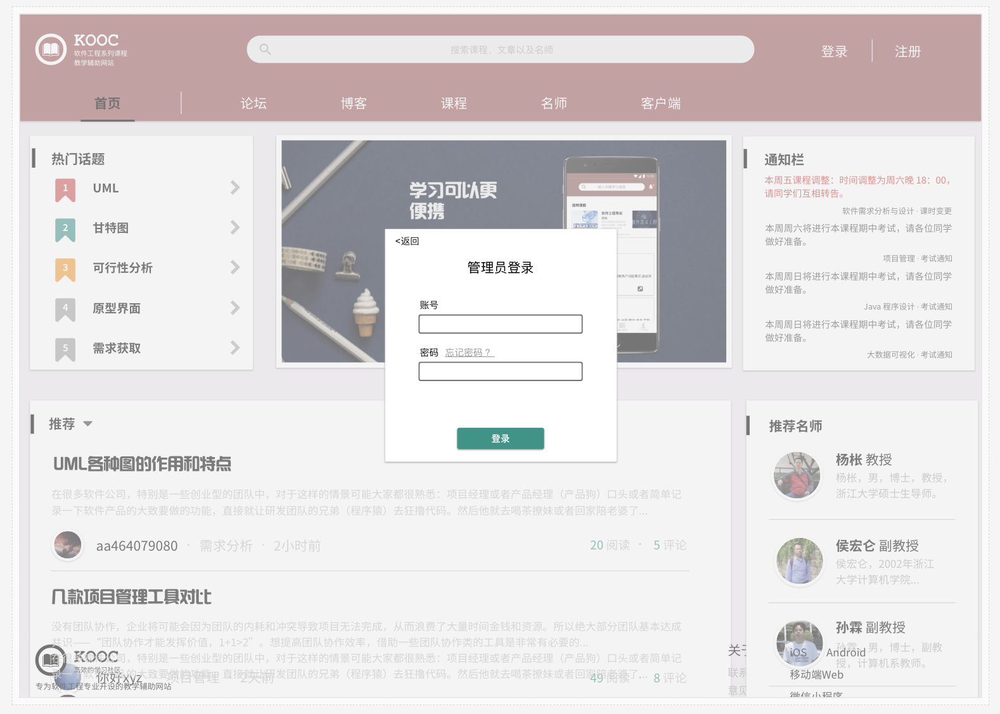 KOOC
软件工程系列课程
教学辅助网站
搜索课程、文章以及名师
登录
注册
首页
论坛
博客
课程
名师
客户端
热门话题
1 UML
2 甘特图
3 可行性分析
4 原型界面
5 需求获取
学习可以更
便携
输入关键字以搜索
软件工程导论
通知栏
本周五课程调整：时间调整为周六晚 18：00，
请同学们互相转告。
软件需求分析与设计 · 课时变更
本周周六将进行本课程期中考试，请各位同学
做好准备。
项目管理 · 考试通知
本周周日将进行本课程期中考试，请各位同学
做好准备。
Java 程序设计 · 考试通知
本周周日将进行本课程期中考试，请各位同学
做好准备。
大数据可视化 · 考试通知
<返回
管理员登录
账号
密码 忘记密码？
登录
推荐
UML各种图的作用和特点
在很多软件公司，特别是一些创业型的团队中，对于这样的情景可能大家都很熟悉：项目经理或者产品经理（产品狗）口头或者简单记
录一下软件产品的大致要做的功能，直接就让研发团队的兄弟（程序猿）去狂撸代码。然后他就去喝茶撩妹或者回家陪老婆了...
aa464079080 · 需求分析 · 2小时前
20 阅读 · 5 评论
几款项目管理工具对比
没有团队协作，企业将可能会因为团队的内耗和冲突导致项目无法完成，从而浪费了大量时间金钱和资源。所以绝大部分团队基本达成
共识——“团队协作才能发挥价值，1+1>2”。想提高团队协作效率，借助一些团队协作类的工具是非常有必要的...
在很多软件公司，特别是一些创业型的团队中，对于这样的情景可能大家都很熟悉：项目经理或者产品经理（产品狗）口头或者简单记
录一下软件产品的大致要做的功能，直接就让研发团队的兄弟（程序猿）去狂撸代码。然后他就去喝茶撩妹或者回家陪老婆了...
你好xyz 项目管理 · 2天前
49 阅读 · 8 评论
KOOC
高效的学习社区
专为软件工程专业开设的教学辅助网站
推荐名师
杨枨 教授
杨枨，男，博士，教授，
浙江大学硕士生导师。
侯宏仑 副教授
侯宏仑，2002年浙江
大学计算机学院...
孙霖 副教授
孙霖，男，博士，副教
授，计算机系教师。
关于
联系
意见
iOS
Android
移动端Web
微信小程序